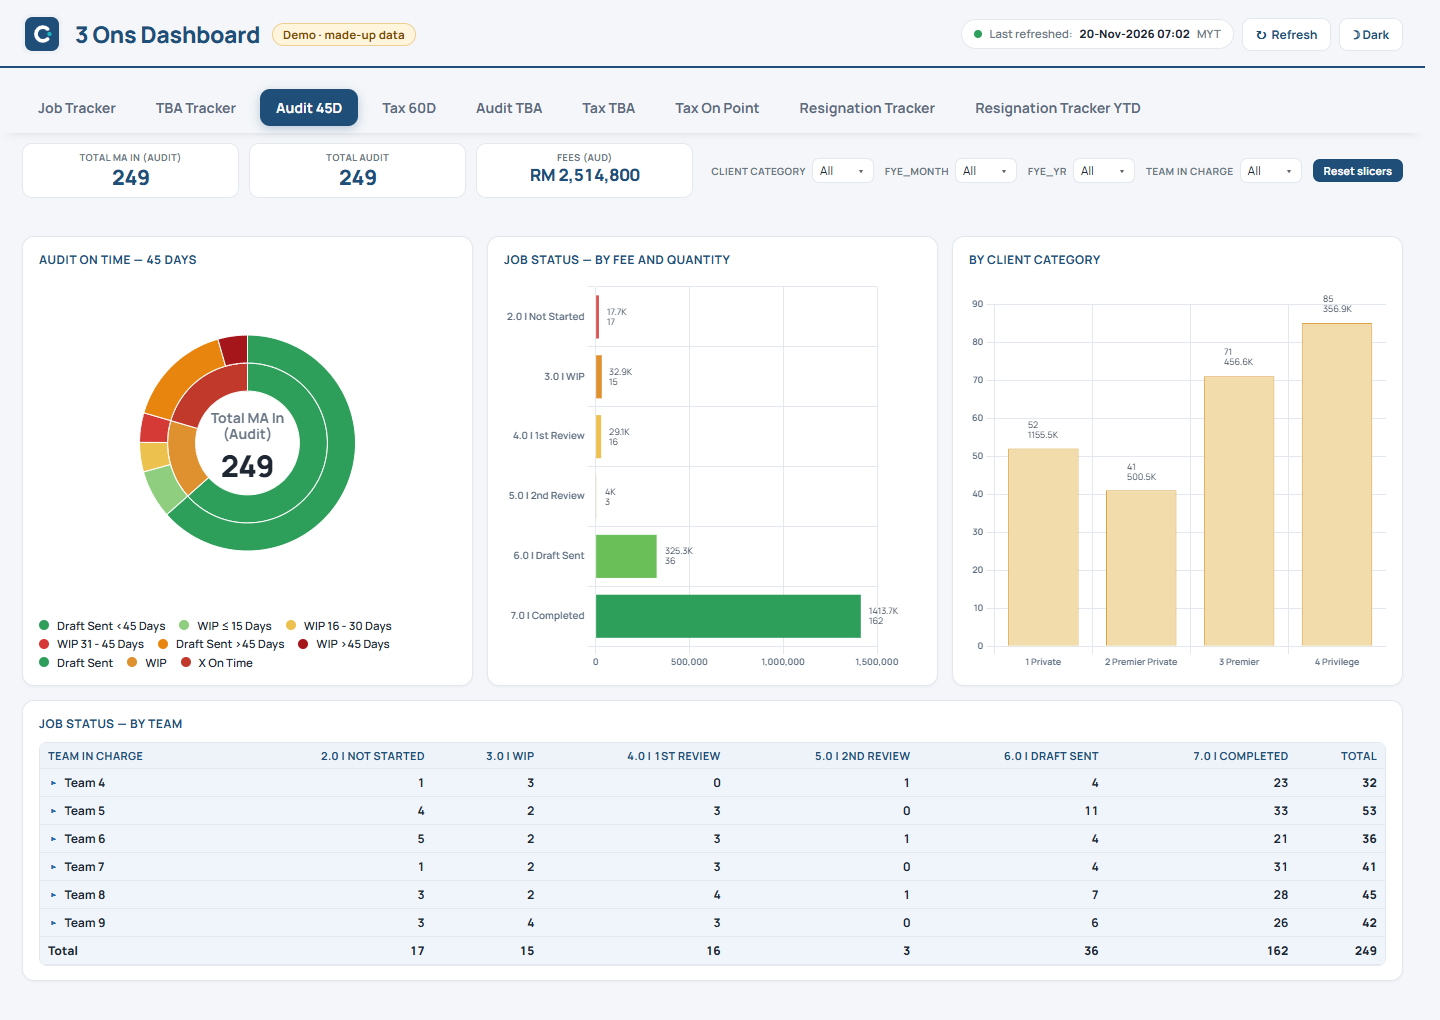 3 Ons Dashboard
Demo · made-up data
Last refreshed: 20-Nov-2026 07:02 MYT
↻ Refresh
☽ Dark
Job Tracker
TBA Tracker
Audit 45D
Tax 60D
Audit TBA
Tax TBA
Tax On Point
Resignation Tracker
Resignation Tracker YTD
TOTAL MA IN (AUDIT)
249
TOTAL AUDIT
249
FEES (AUD)
RM 2,514,800
CLIENT CATEGORY All
FYE_MONTH All
FYE_YR All
TEAM IN CHARGE All
Reset slicers
AUDIT ON TIME — 45 DAYS
Total MA In
(Audit)
249
Draft Sent <45 Days WIP ≤ 15 Days WIP 16 - 30 Days
WIP 31 - 45 Days Draft Sent >45 Days WIP >45 Days
Draft Sent WIP X On Time
JOB STATUS — BY FEE AND QUANTITY
2.0 I Not Started
17.7K
17
3.0 I WIP
32.9K
15
4.0 I 1st Review
29.1K
16
5.0 I 2nd Review
4K
3
6.0 I Draft Sent
325.3K
36
7.0 I Completed
1413.7K
162
0 500,000 1,000,000 1,500,000
BY CLIENT CATEGORY
90
80
70
60
50
40
30
20
10
0
52
1155.5K
41
500.5K
71
456.6K
85
356.9K
1 Private 2 Premier Private 3 Premier 4 Privilege
JOB STATUS — BY TEAM
TEAM IN CHARGE 2.0 I NOT STARTED 3.0 I WIP 4.0 I 1ST REVIEW 5.0 I 2ND REVIEW 6.0 I DRAFT SENT 7.0 I COMPLETED TOTAL
Team 4 1 3 0 1 4 23 32
Team 5 4 2 3 0 11 33 53
Team 6 5 2 3 1 4 21 36
Team 7 1 2 3 0 4 31 41
Team 8 3 2 4 1 7 28 45
Team 9 3 4 3 0 6 26 42
Total 17 15 16 3 36 162 249